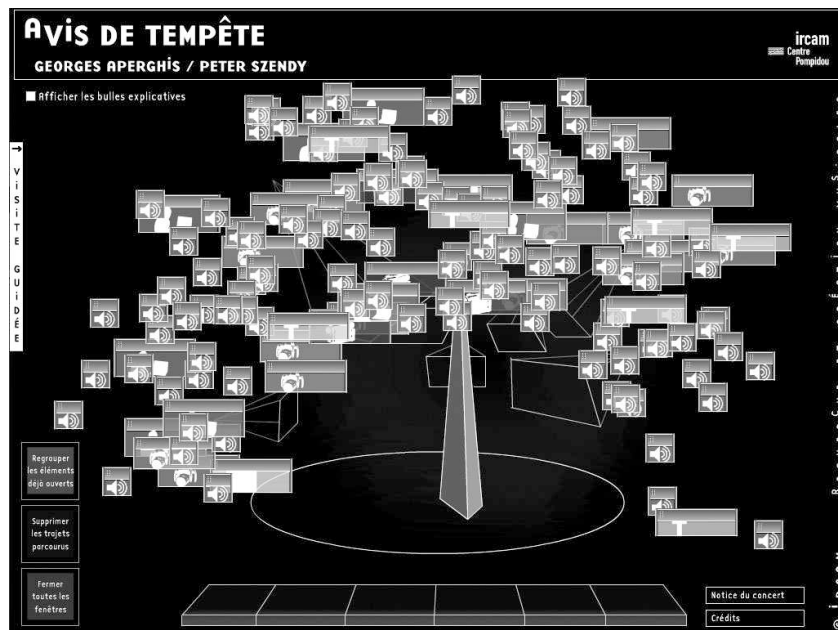 AViS DE TEMPÊTE
GEORGES APERGHiS / PETER SZENDY
ircam
Centre
Pompidou
Afficher les bulles explicatives
→ ViSiTE GUiDÉE
T
T
T
T
T
T
T
Regrouper
les éléments
déjò ouverts
Supprimer
les trajets
parcourus
Fermer
toutes les
fenêtres
Notice du concert
Crédits